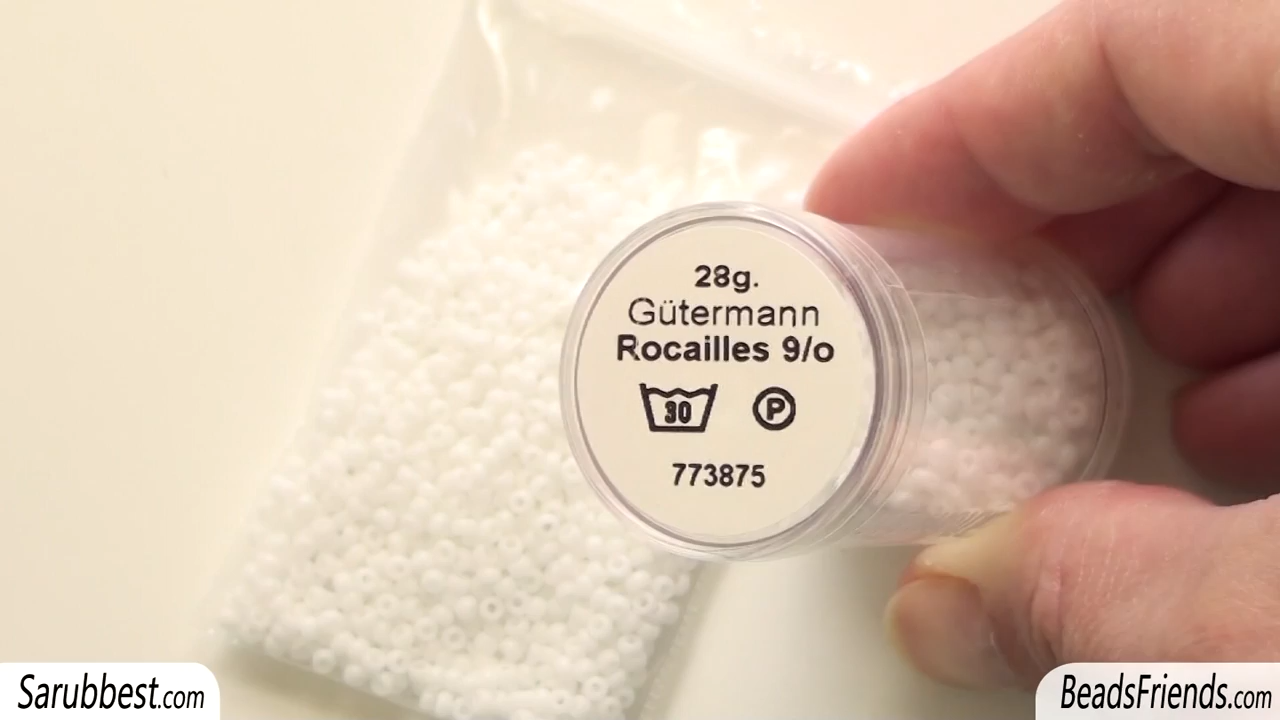 28g.
Gütermann
Rocailles 9/o
30 P
773875
Sarubbest.com
BeadsFriends.com